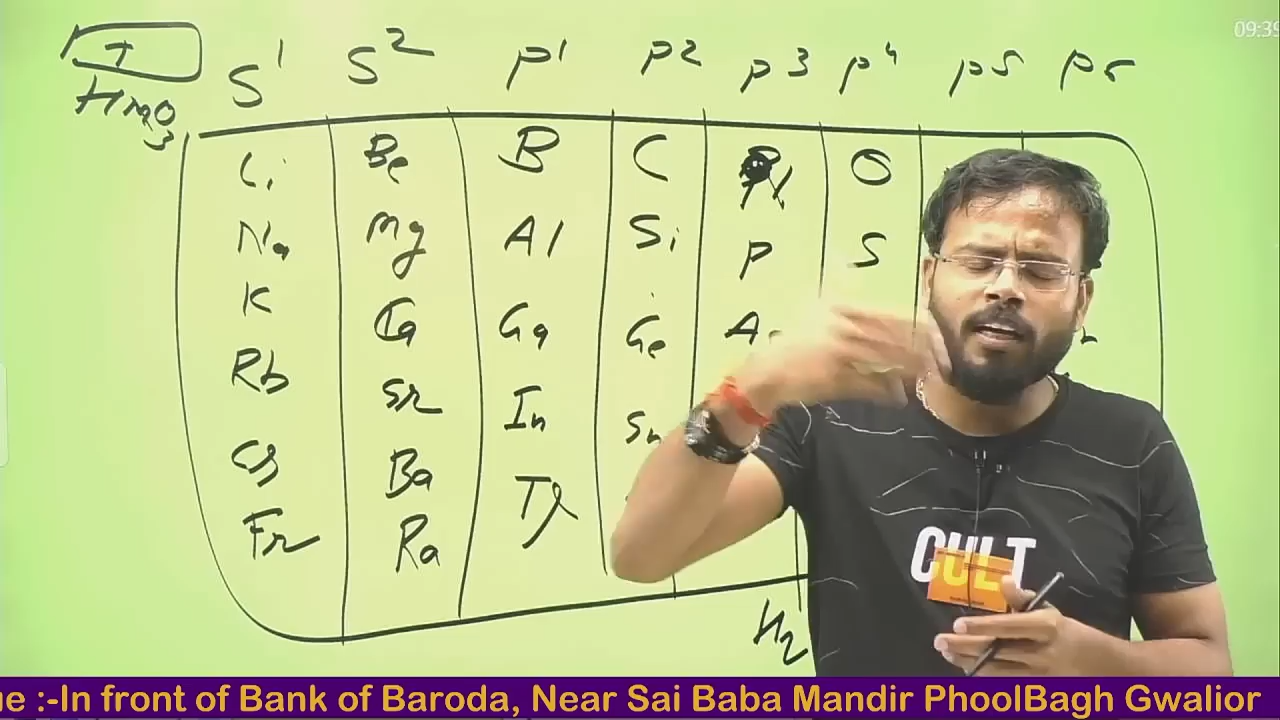 09:39
T
HNO3
S1 S2 P1 P2 P3 P4 P5 P6
Li Be B C O
Na Mg Al Si P S
K Ca Ga Ge
Rb Sr In Sn
Cs Ba Tl
Fr Ra
H2
CULT
e :-In front of Bank of Baroda, Near Sai Baba Mandir PhoolBagh Gwalior